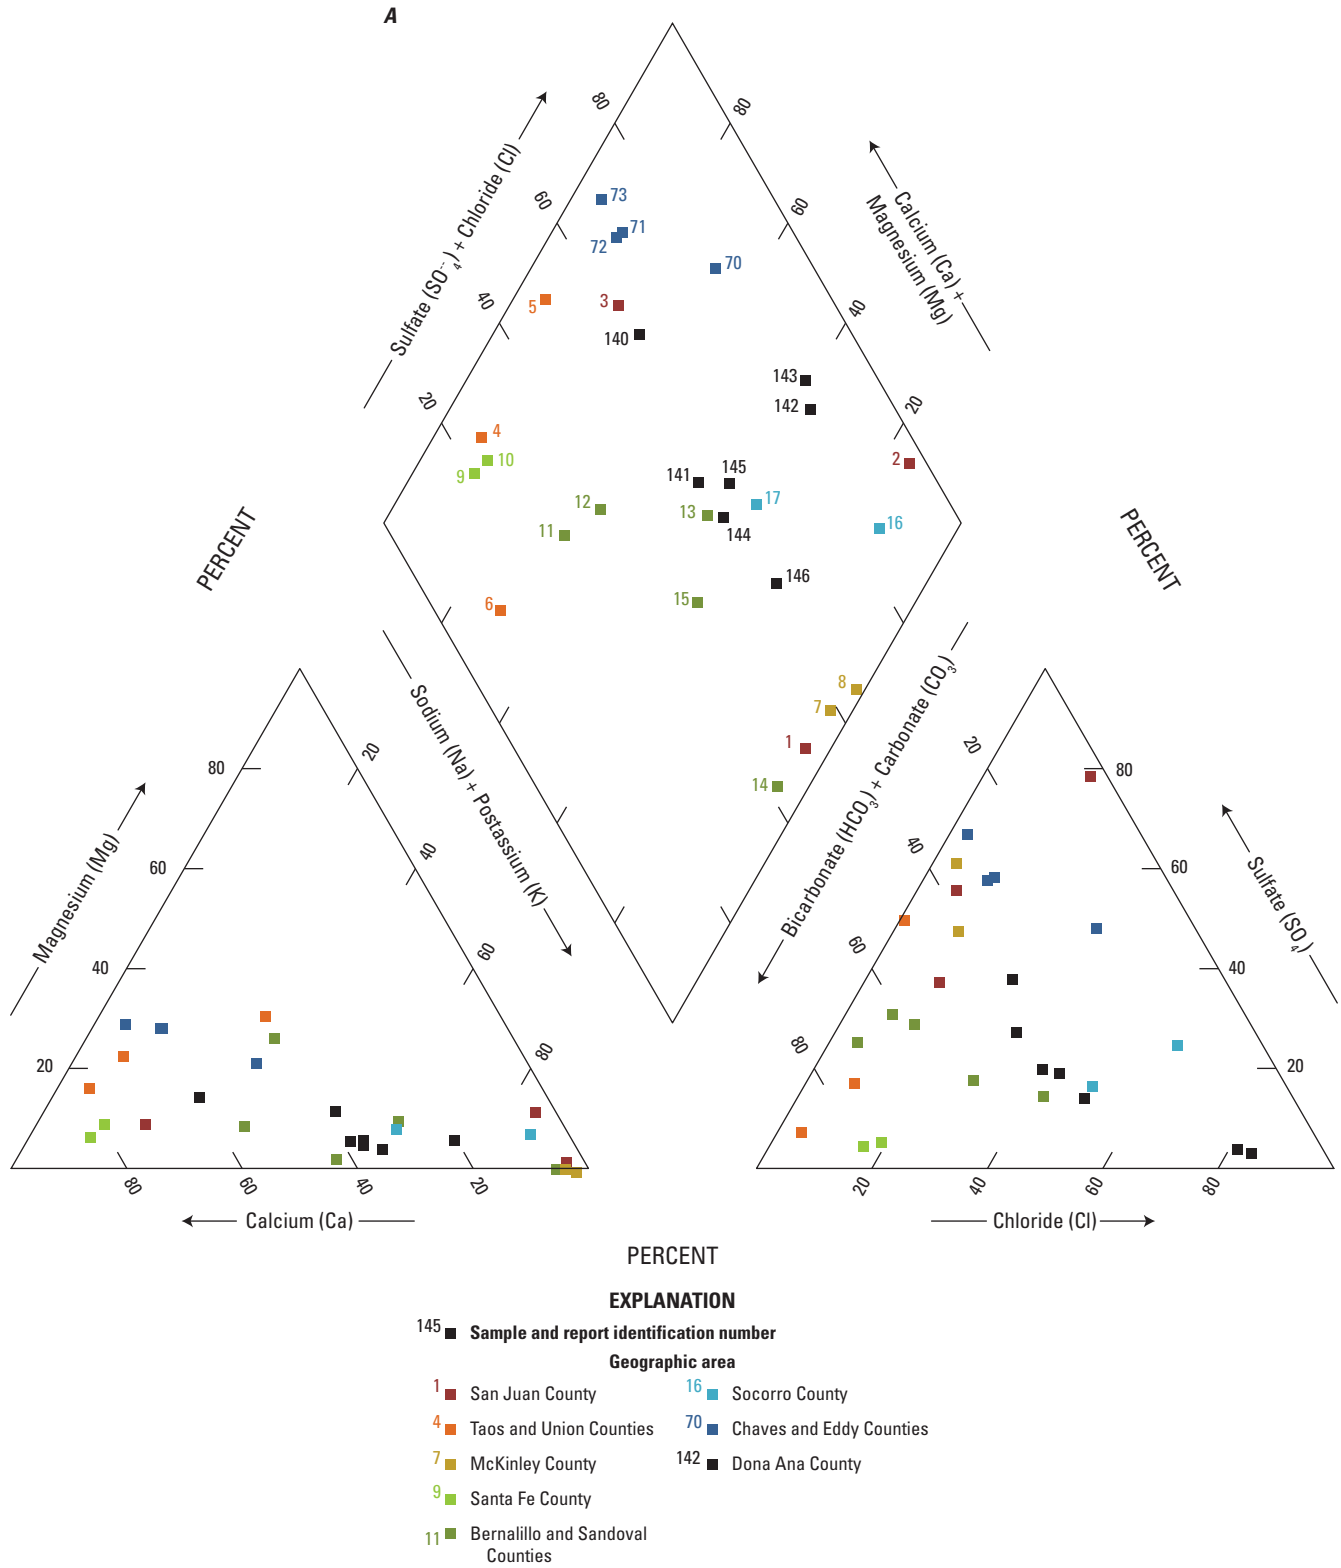 A
80
80
Sulfate (SO₄⁻⁻) + Chloride (Cl)
Calcium (Ca) +
Magnesium (Mg)
73
60
60
71
72
70
5
3
40
40
140
143
142
20
20
4
10
9
2
141
145
17
12
13
16
11
144
PERCENT
PERCENT
146
15
6
Sodium (Na) + Postassium (K)
Bicarbonate (HCO₃) + Carbonate (CO₃)
8
7
1
14
Magnesium (Mg)
80
20
60
40
40
60
20
80
80
60
40
20
Calcium (Ca)
20
80
40
60
60
40
80
20
Sulfate (SO₄)
20
40
60
80
Chloride (Cl)
PERCENT
EXPLANATION
145 Sample and report identification number
Geographic area
1 San Juan County
4 Taos and Union Counties
7 McKinley County
9 Santa Fe County
11 Bernalillo and Sandoval
Counties
16 Socorro County
70 Chaves and Eddy Counties
142 Dona Ana County